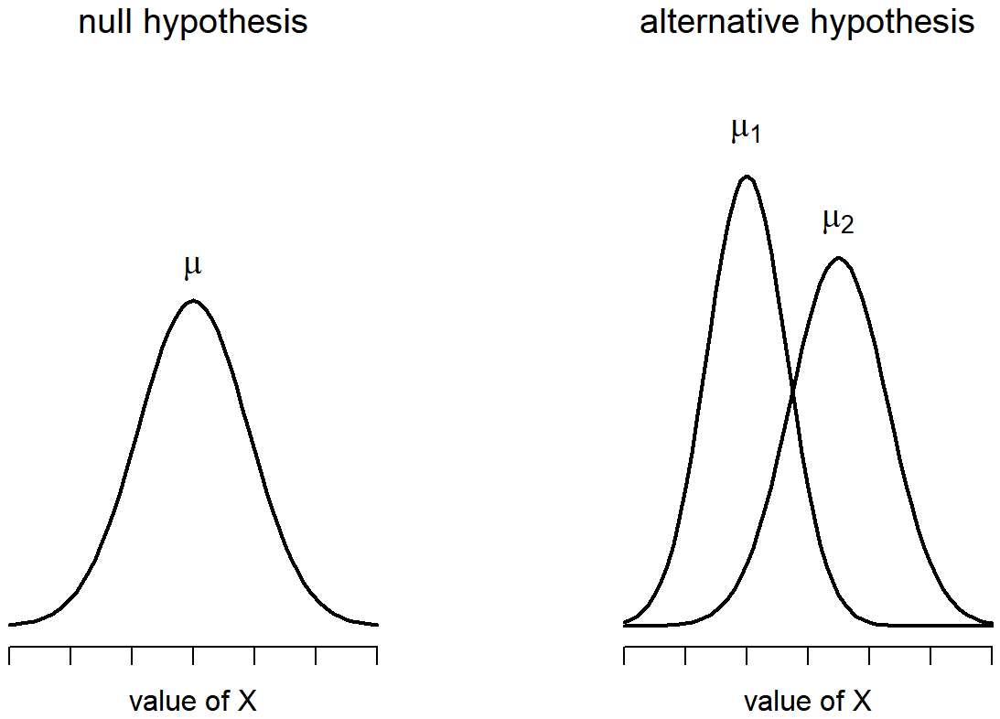 null hypothesis
μ
value of X
alternative hypothesis
μ₁
μ₂
value of X